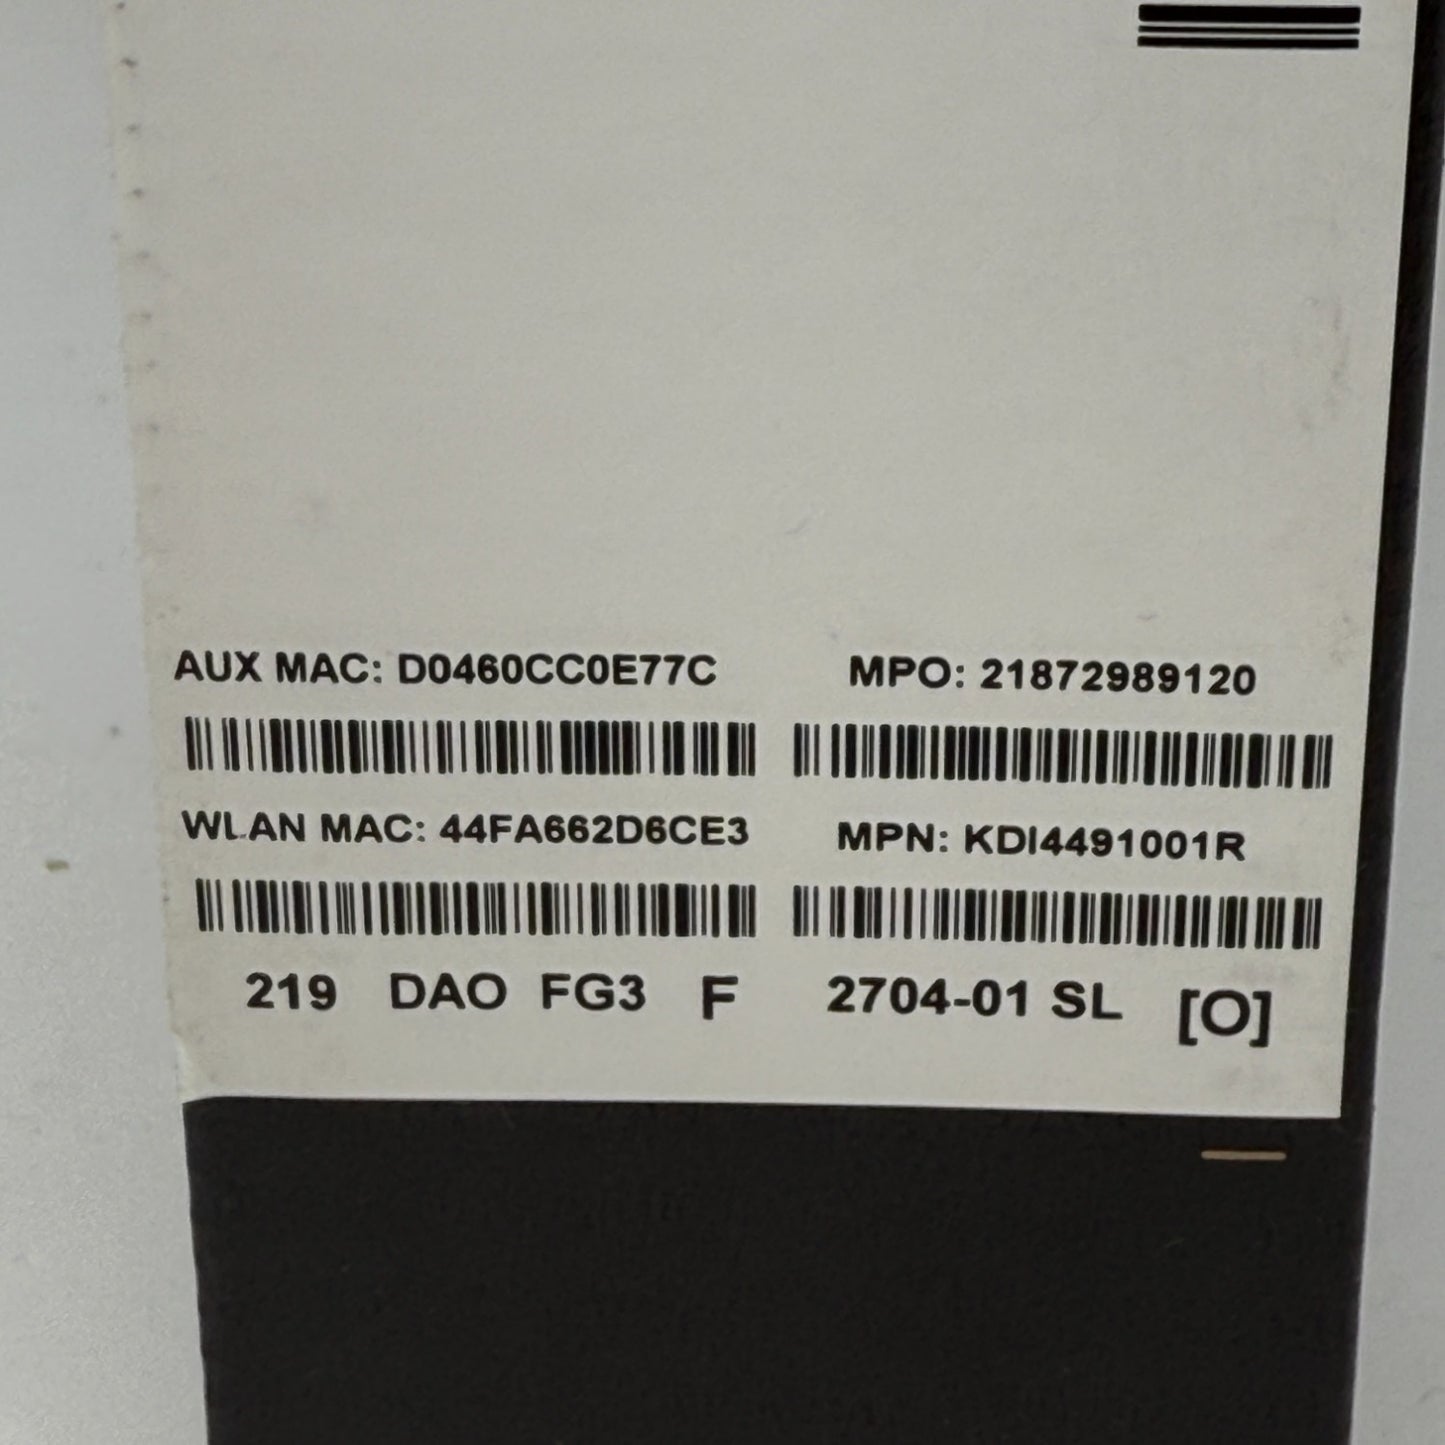 AUX MAC: D0460CC0E77C
MPO: 21872989120
WLAN MAC: 44FA662D6CE3
MPN: KDI4491001R
219 DAO FG3 F 2704-01 SL [O]